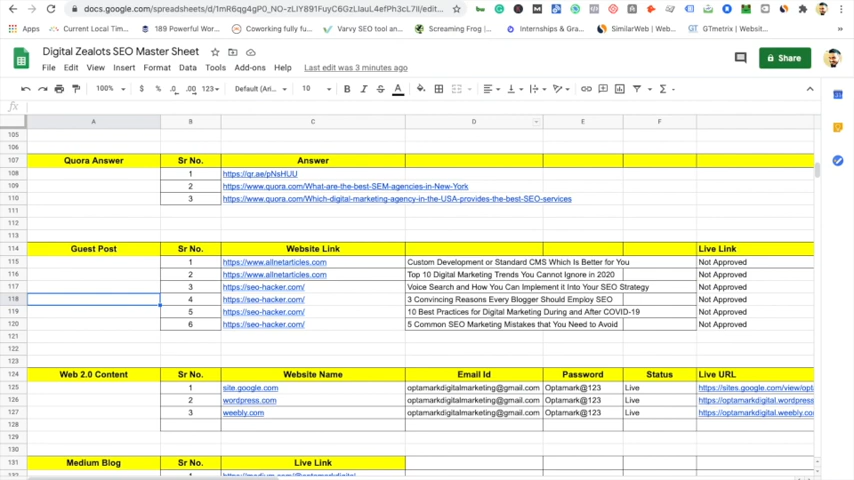 docs.google.com/spreadsheets/d/1mR6qg4gP0_NO-zLIY891FuyC6GzLIauL4efPh3cL7lI/edit...
Apps Current Local Tim... 189 Powerful Wor... Coworking fully fu... Varvy SEO tool an... Screaming Frog... Internships & Gra... SimilarWeb | Web... GTmetrix | Websit...
Digital Zealots SEO Master Sheet
Share
File Edit View Insert Format Data Tools Add-ons Help Last edit was 3 minutes ago
100% $ % .0 .00 123 Default (Ari... 10 B I S A
fx
A B C D E F
105
106
107 Quora Answer Sr No. Answer
108 1 https://qr.ae/pNsHUU
109 2 https://www.quora.com/What-are-the-best-SEM-agencies-in-New-York
110 3 https://www.quora.com/Which-digital-marketing-agency-in-the-USA-provides-the-best-SEO-services
111
112
113
114 Guest Post Sr No. Website Link Live Link
115 1 https://www.allnetarticles.com Custom Development or Standard CMS Which Is Better for You Not Approved
116 2 https://www.allnetarticles.com Top 10 Digital Marketing Trends You Cannot Ignore in 2020 Not Approved
117 3 https://seo-hacker.com/ Voice Search and How You Can Implement it Into Your SEO Strategy Not Approved
118 4 https://seo-hacker.com/ 3 Convincing Reasons Every Blogger Should Employ SEO Not Approved
119 5 https://seo-hacker.com/ 10 Best Practices for Digital Marketing During and After COVID-19 Not Approved
120 6 https://seo-hacker.com/ 5 Common SEO Marketing Mistakes that You Need to Avoid Not Approved
121
122
123
124 Web 2.0 Content Sr No. Website Name Email Id Password Status Live URL
125 1 site.google.com optamarkdigitalmarketing@gmail.com Optamark@123 Live https://sites.google.com/view/opt
126 2 wordpress.com optamarkdigitalmarketing@gmail.com Optamark@123 Live https://optamarkdigital.wordpress
127 3 weebly.com optamarkdigitalmarketing@gmail.com Optamark@123 Live https://optamarkdigital.weebly.co
128
129
130
131 Medium Blog Sr No. Live Link
132 1 https://medium.com/@optamarkdigital